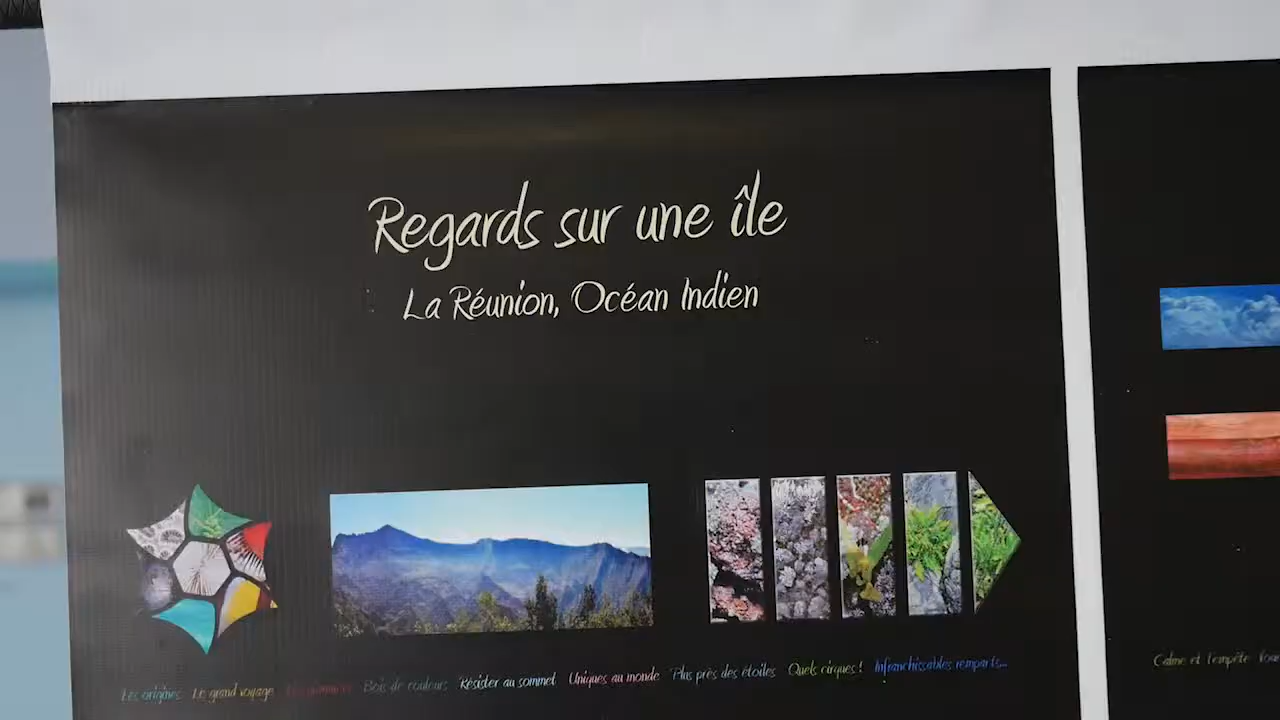 Regards sur une île
La Réunion, Océan Indien
Les origines Le grand voyage Bois de couleurs Résister au sommet Uniques au monde Plus près des étoiles Quels cirques ! Infranchissables remparts...
Calme et tempête